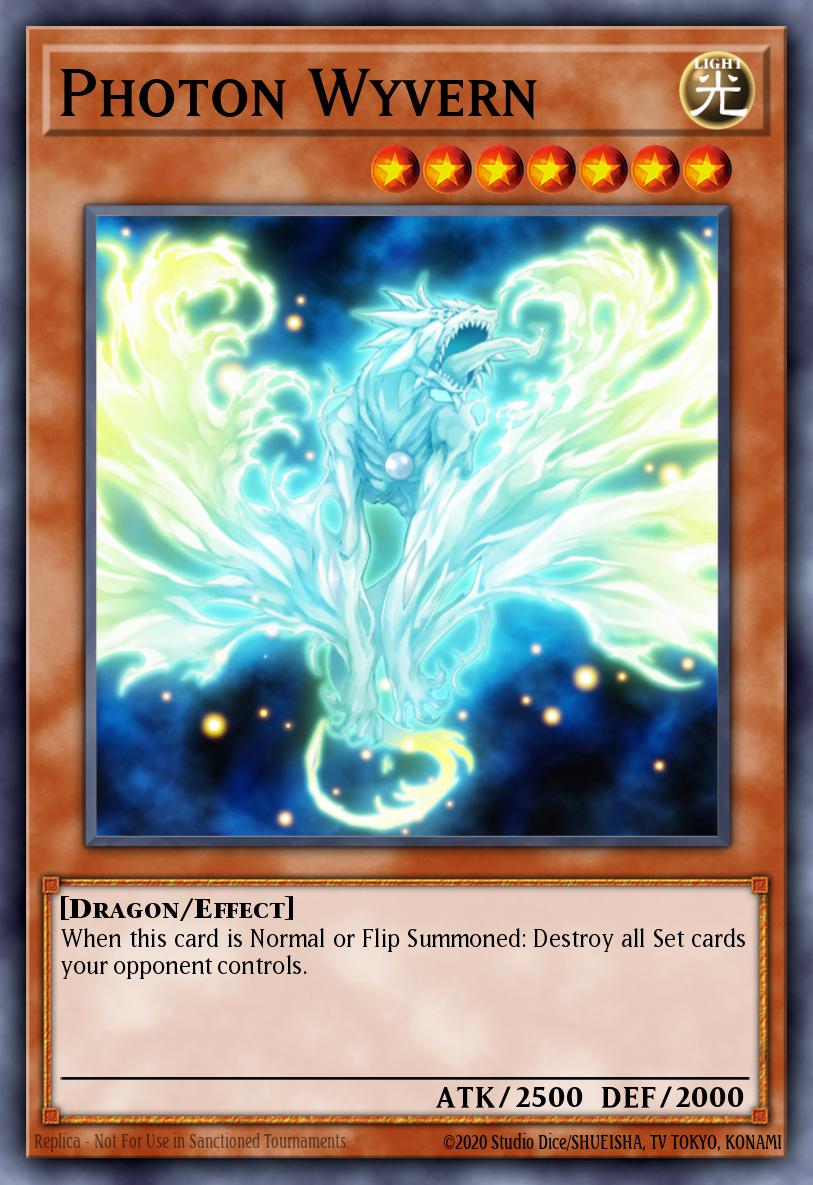 Photon Wyvern
LIGHT
光
[Dragon/Effect]
When this card is Normal or Flip Summoned: Destroy all Set cards
your opponent controls.
ATK/2500 DEF/2000
Replica - Not For Use in Sanctioned Tournaments.
©2020 Studio Dice/SHUEISHA, TV TOKYO, KONAMI